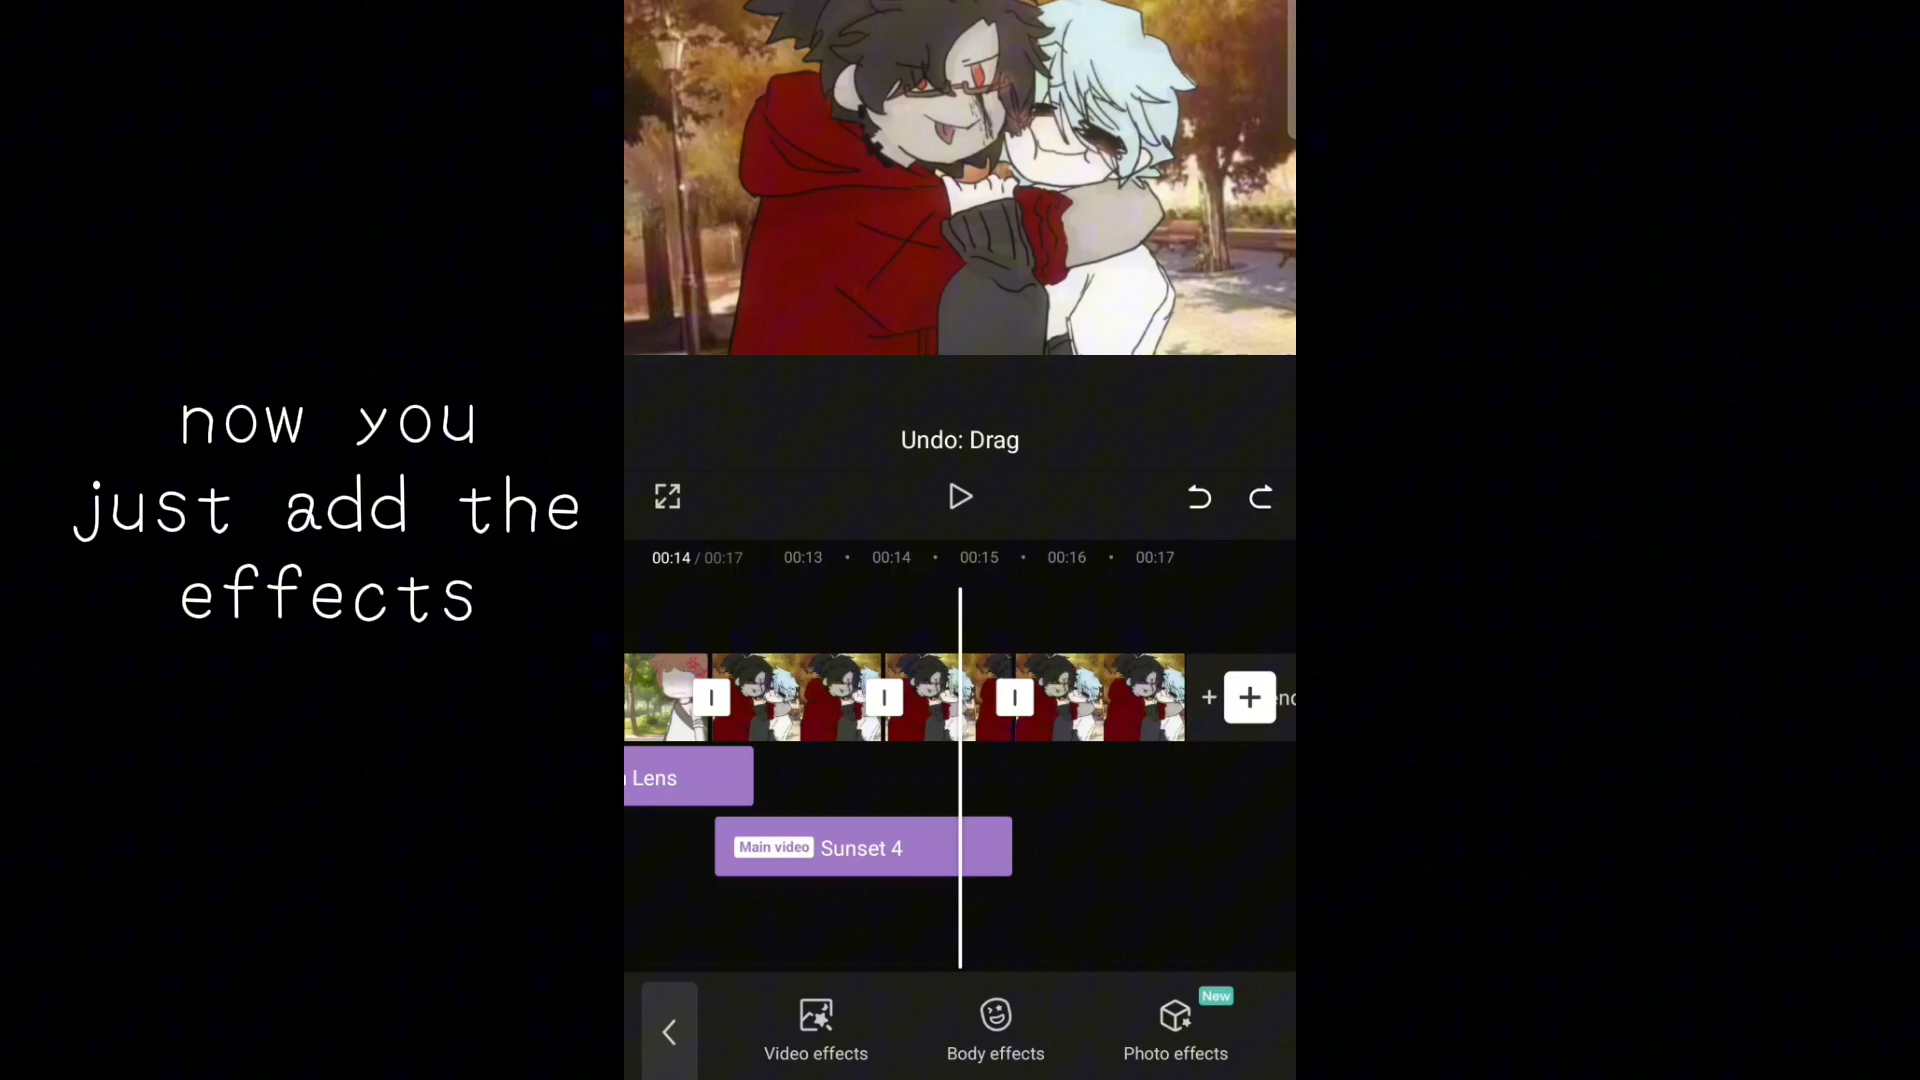 now you
just add the
effects
Undo: Drag
00:14 / 00:17 00:13 00:14 00:15 00:16 00:17
Lens
Main video Sunset 4
New
Video effects Body effects Photo effects